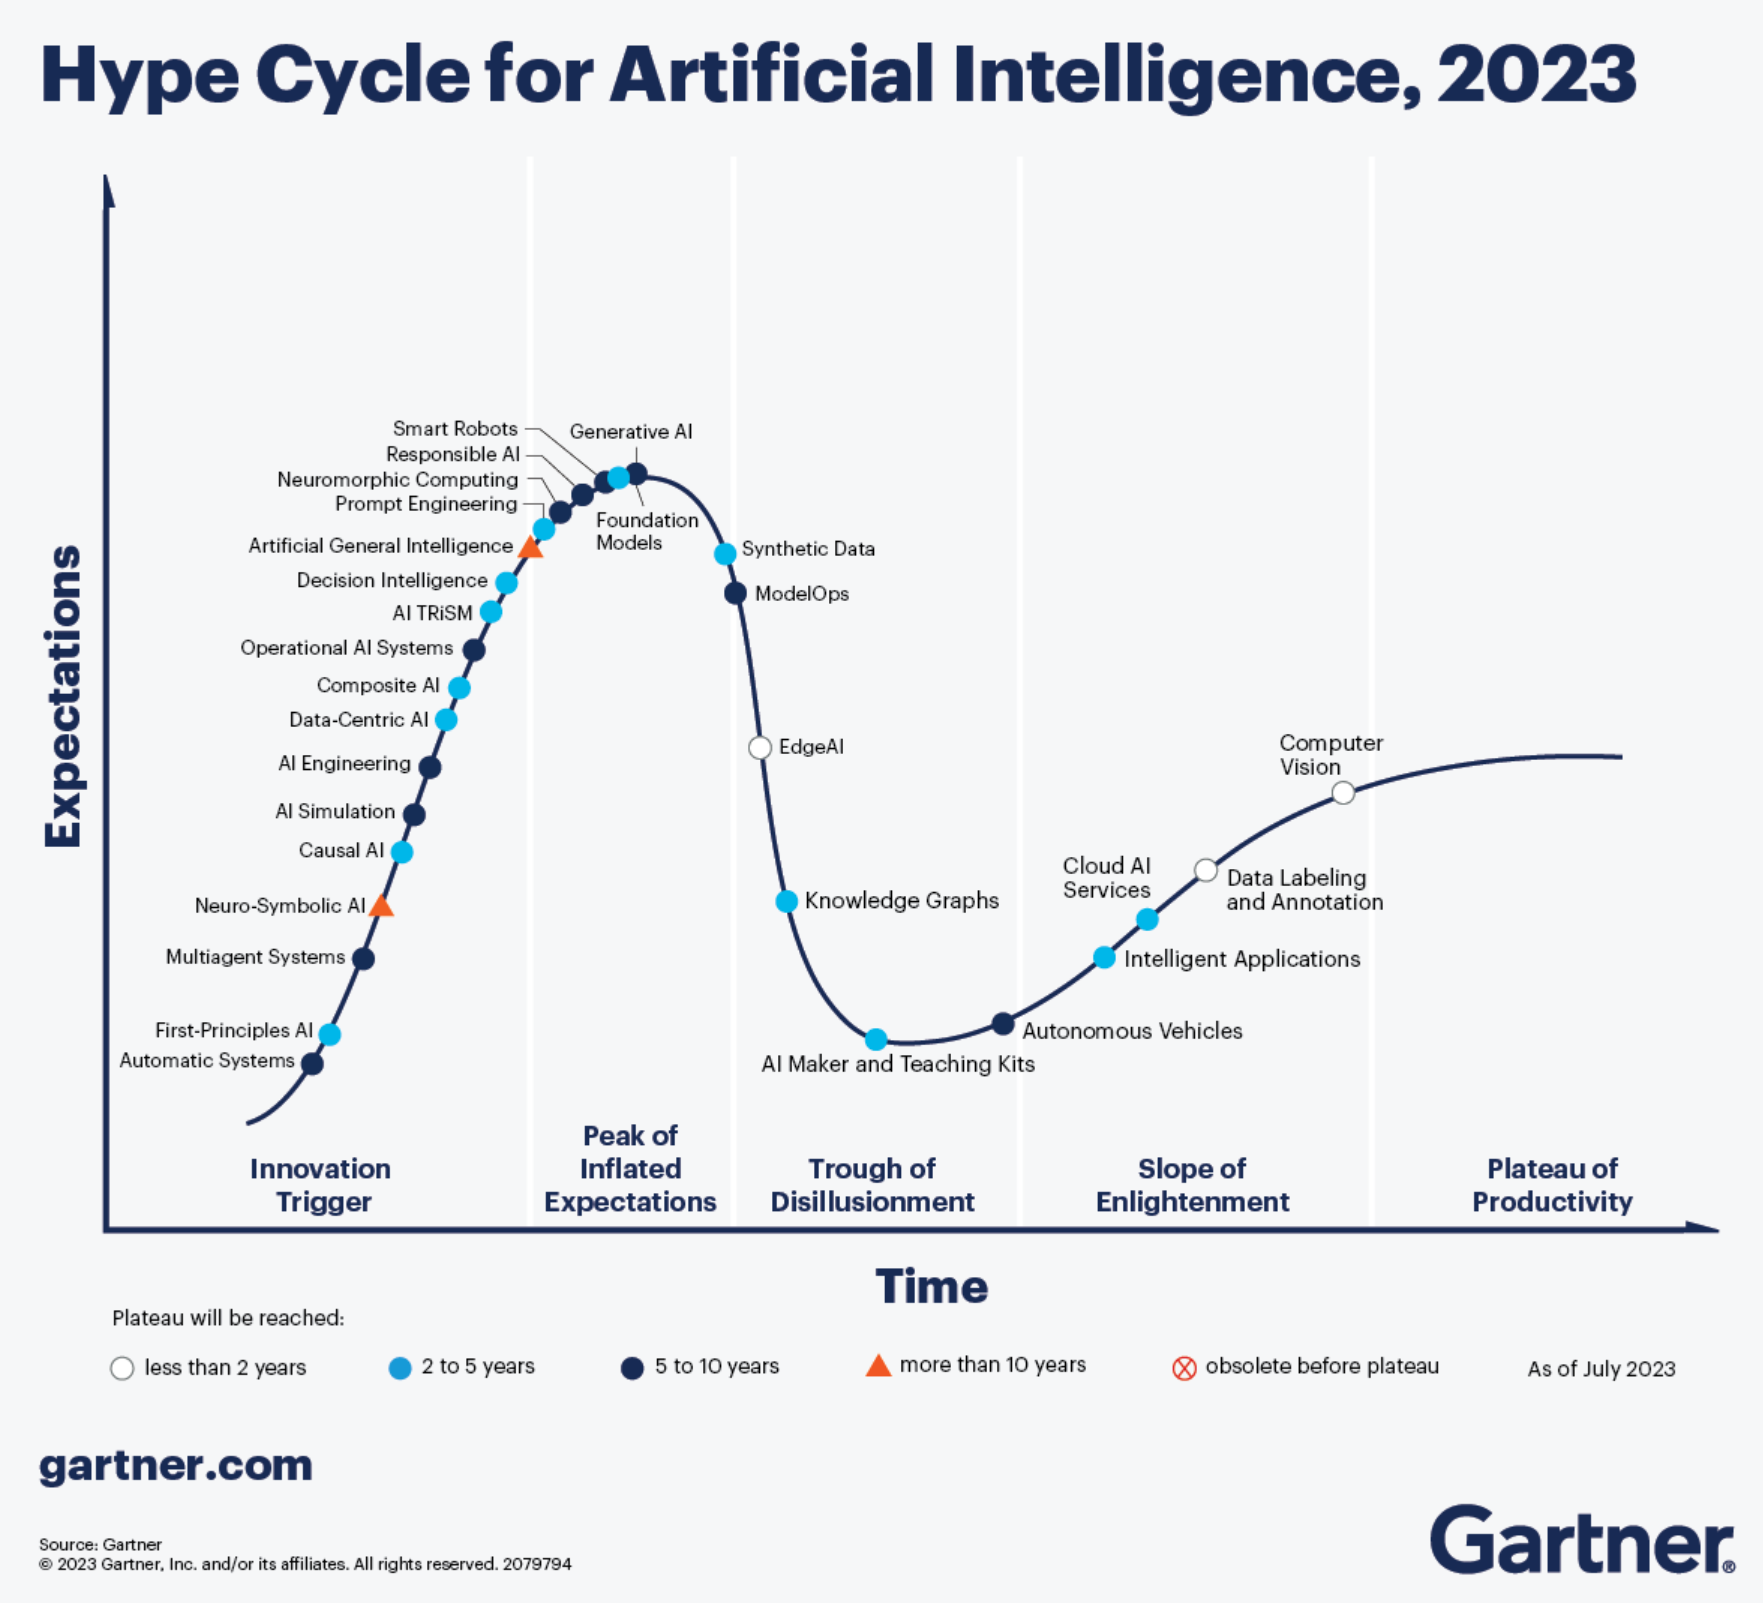 Hype Cycle for Artificial Intelligence, 2023
Expectations
Smart Robots
Responsible AI
Neuromorphic Computing
Prompt Engineering
Artificial General Intelligence
Decision Intelligence
AI TRiSM
Operational AI Systems
Composite AI
Data-Centric AI
AI Engineering
AI Simulation
Causal AI
Neuro-Symbolic AI
Multiagent Systems
First-Principles AI
Automatic Systems
Generative AI
Foundation
Models
Synthetic Data
ModelOps
EdgeAI
Knowledge Graphs
AI Maker and Teaching Kits
Autonomous Vehicles
Intelligent Applications
Cloud AI
Services
Data Labeling
and Annotation
Computer
Vision
Innovation
Trigger
Peak of
Inflated
Expectations
Trough of
Disillusionment
Slope of
Enlightenment
Plateau of
Productivity
Time
Plateau will be reached:
less than 2 years
2 to 5 years
5 to 10 years
more than 10 years
obsolete before plateau
As of July 2023
gartner.com
Source: Gartner
© 2023 Gartner, Inc. and/or its affiliates. All rights reserved. 2079794
Gartner®